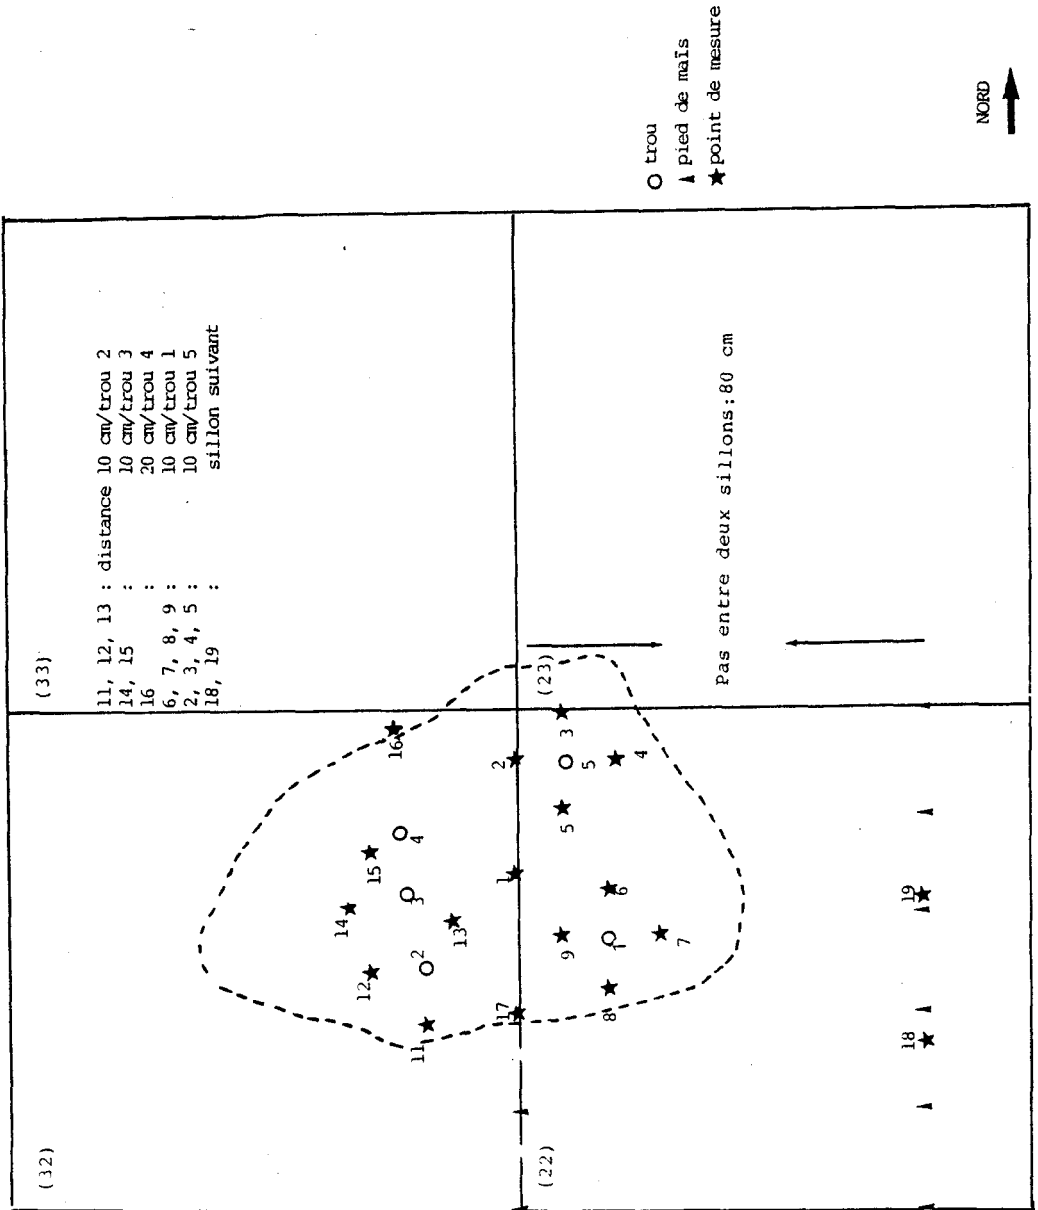 (32)
(33)
11, 12, 13 : distance 10 cm/trou 2
14, 15 : 10 cm/trou 3
16 : 20 cm/trou 4
6, 7, 8, 9 : 10 cm/trou 1
2, 3, 4, 5 : 10 cm/trou 5
18, 19 : sillon suivant
16
15
14
13
12
11
4
3
2
17
1
2
(22)
(23)
3
5
4
5
6
9
1
7
8
18
19
Pas entre deux sillons:80 cm
trou
pied de maïs
point de mesure
NORD